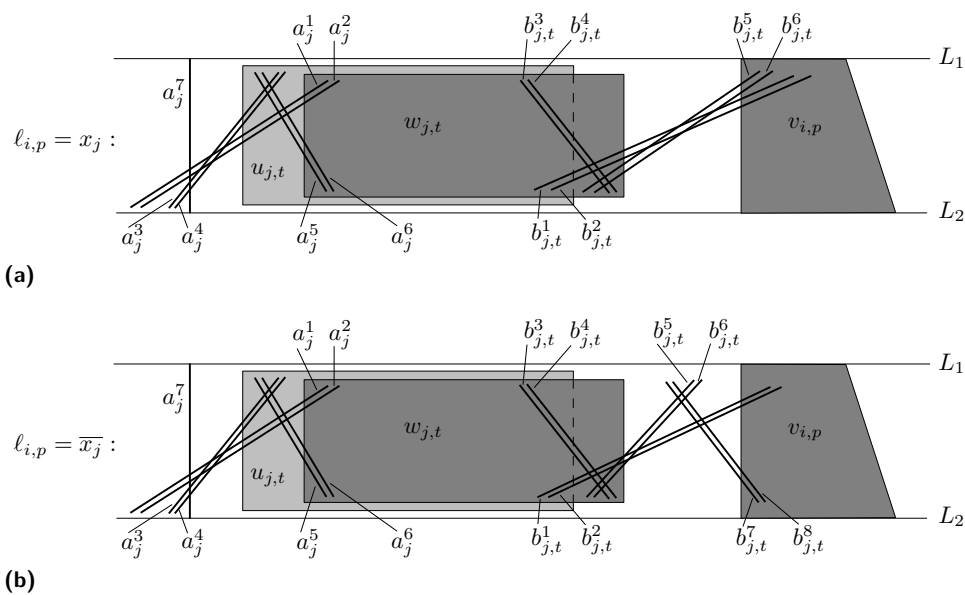 $a_j^1$ $a_j^2$ $b_{j,t}^3$ $b_{j,t}^4$ $b_{j,t}^5$ $b_{j,t}^6$
$L_1$
$a_j^7$
$w_{j,t}$ $v_{i,p}$
$\ell_{i,p} = x_j :$
$u_{j,t}$
$L_2$
$a_j^3$ $a_j^4$ $a_j^5$ $a_j^6$ $b_{j,t}^1$ $b_{j,t}^2$
(a)
$a_j^1$ $a_j^2$ $b_{j,t}^3$ $b_{j,t}^4$ $b_{j,t}^5$ $b_{j,t}^6$
$L_1$
$a_j^7$
$w_{j,t}$ $v_{i,p}$
$\ell_{i,p} = \overline{x_j} :$
$u_{j,t}$
$L_2$
$a_j^3$ $a_j^4$ $a_j^5$ $a_j^6$ $b_{j,t}^1$ $b_{j,t}^2$ $b_{j,t}^7$ $b_{j,t}^8$
(b)